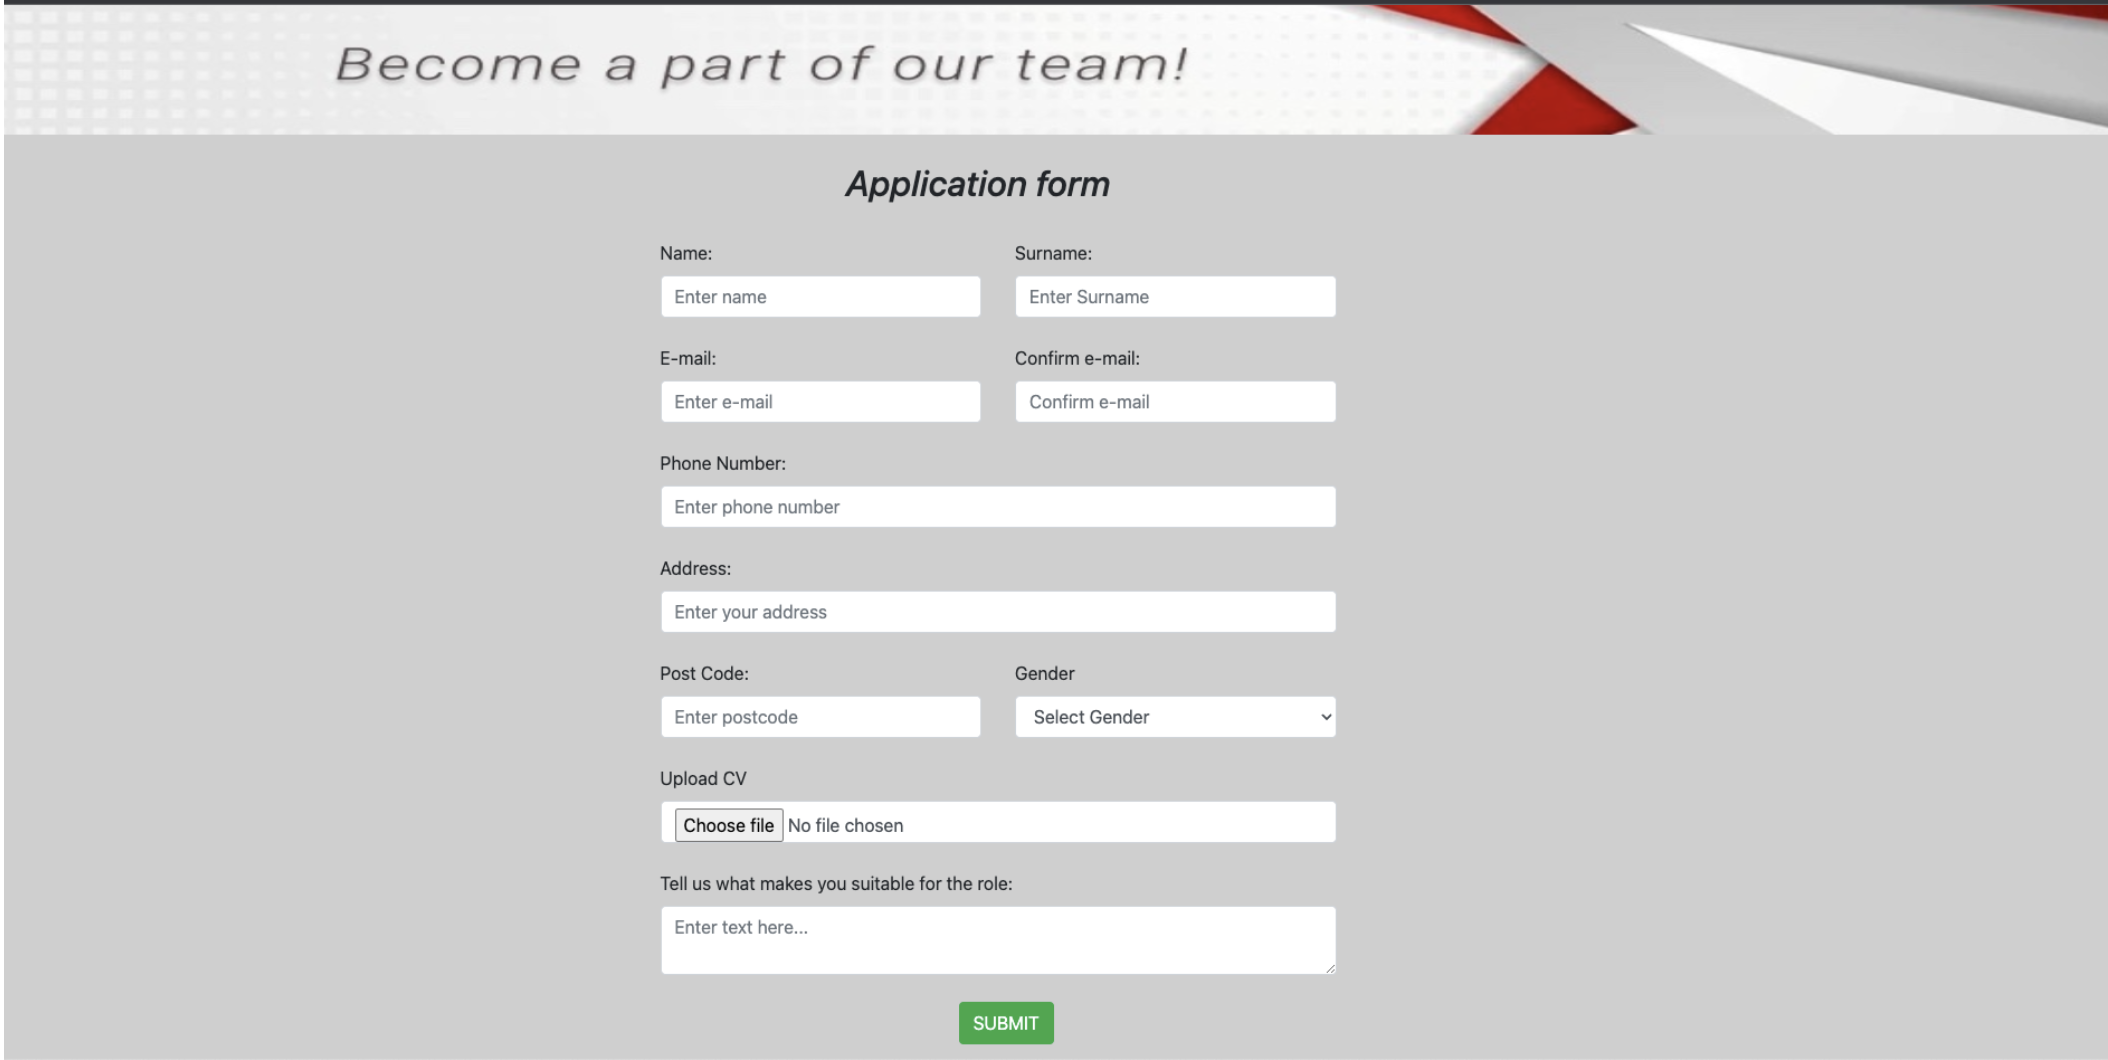 Become a part of our team!
Application form
Name: Surname:
Enter name Enter Surname
E-mail: Confirm e-mail:
Enter e-mail Confirm e-mail
Phone Number:
Enter phone number
Address:
Enter your address
Post Code: Gender
Enter postcode Select Gender
Upload CV
Choose file No file chosen
Tell us what makes you suitable for the role:
Enter text here...
SUBMIT